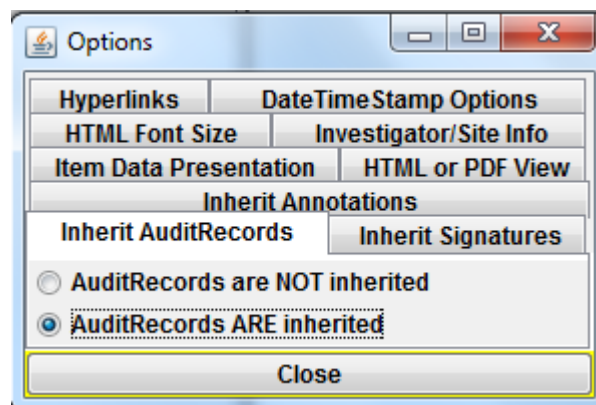 Options
Hyperlinks DateTimeStamp Options
HTML Font Size Investigator/Site Info
Item Data Presentation HTML or PDF View
Inherit Annotations
Inherit AuditRecords Inherit Signatures
AuditRecords are NOT inherited
AuditRecords ARE inherited
Close